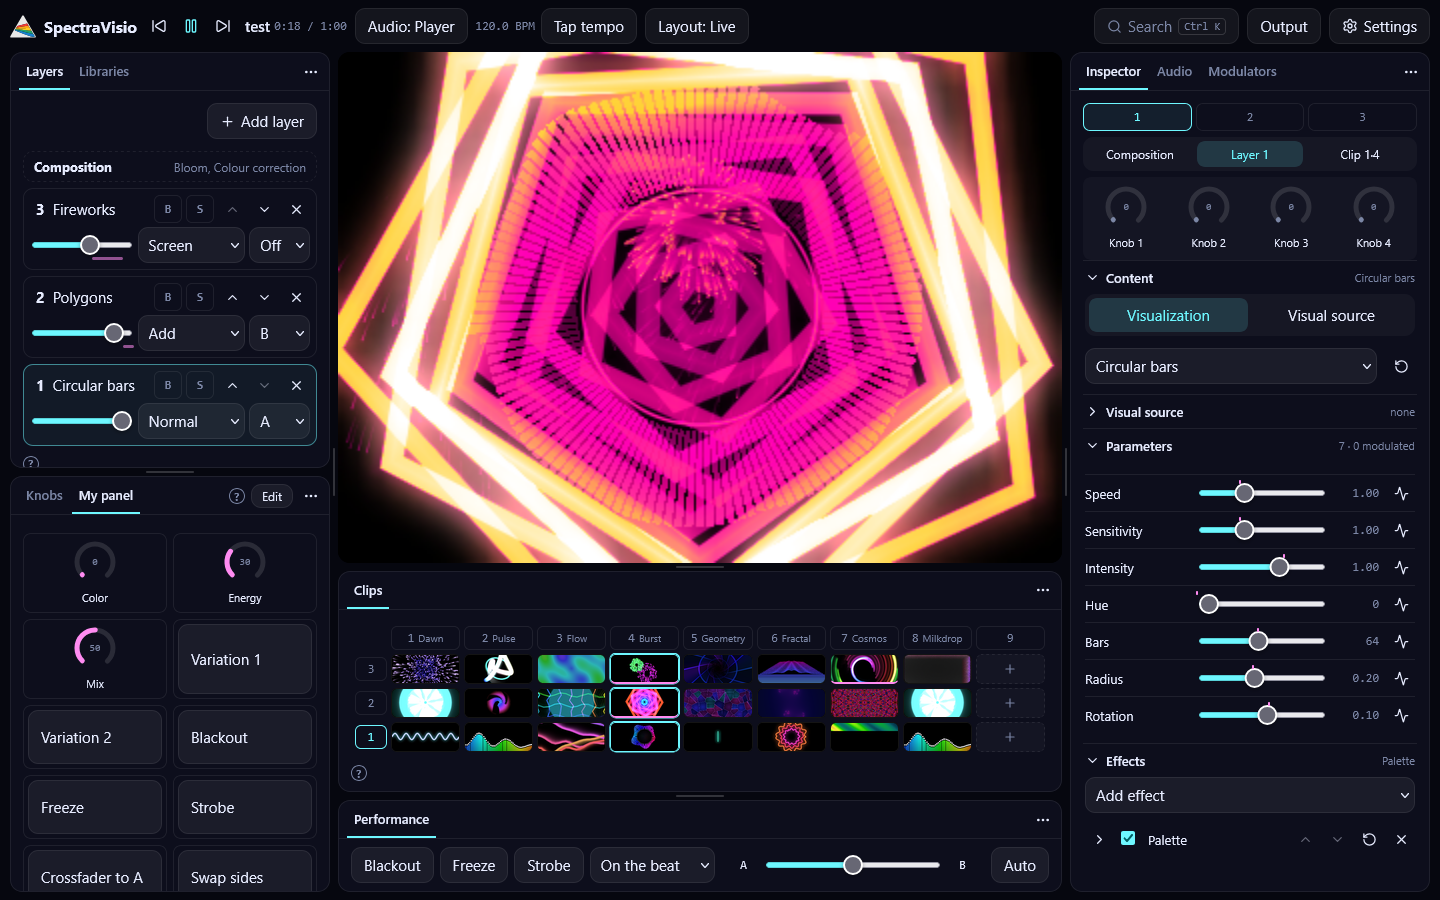 SpectraVisio
test 0:18 / 1:00
Audio: Player
120.0 BPM
Tap tempo
Layout: Live
Search Ctrl K
Output
Settings
Layers Libraries
+ Add layer
Composition Bloom, Colour correction
3 Fireworks B S
Screen Off
2 Polygons B S
Add B
1 Circular bars B S
Normal A
?
Knobs My panel ? Edit
0 30
Color Energy
50
Mix
Variation 1
Variation 2 Blackout
Freeze Strobe
Crossfader to A Swap sides
Clips
1 Dawn 2 Pulse 3 Flow 4 Burst 5 Geometry 6 Fractal 7 Cosmos 8 Milkdrop 9
3 +
2 +
1 +
?
Performance
Blackout Freeze Strobe On the beat A B Auto
Inspector Audio Modulators
1 2 3
Composition Layer 1 Clip 1-4
0 0 0 0
Knob 1 Knob 2 Knob 3 Knob 4
Content Circular bars
Visualization Visual source
Circular bars
Visual source none
Parameters 7 · 0 modulated
Speed 1.00
Sensitivity 1.00
Intensity 1.00
Hue 0
Bars 64
Radius 0.20
Rotation 0.10
Effects Palette
Add effect
Palette